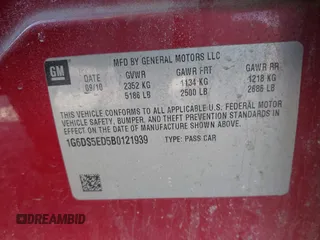 GM
MFD BY GENERAL MOTORS LLC
DATE GVWR GAWR FRT GAWR RR
09/10 2352 KG 1134 KG 1218 KG
5186 LB 2500 LB 2686 LB
THIS VEHICLE CONFORMS TO ALL APPLICABLE U.S. FEDERAL MOTOR
VEHICLE SAFETY, BUMPER, AND THEFT PREVENTION STANDARDS IN
EFFECT ON THE DATE OF MANUFACTURE SHOWN ABOVE.
1G6DS5ED5B0121939 TYPE: PASS CAR
DREAMBID